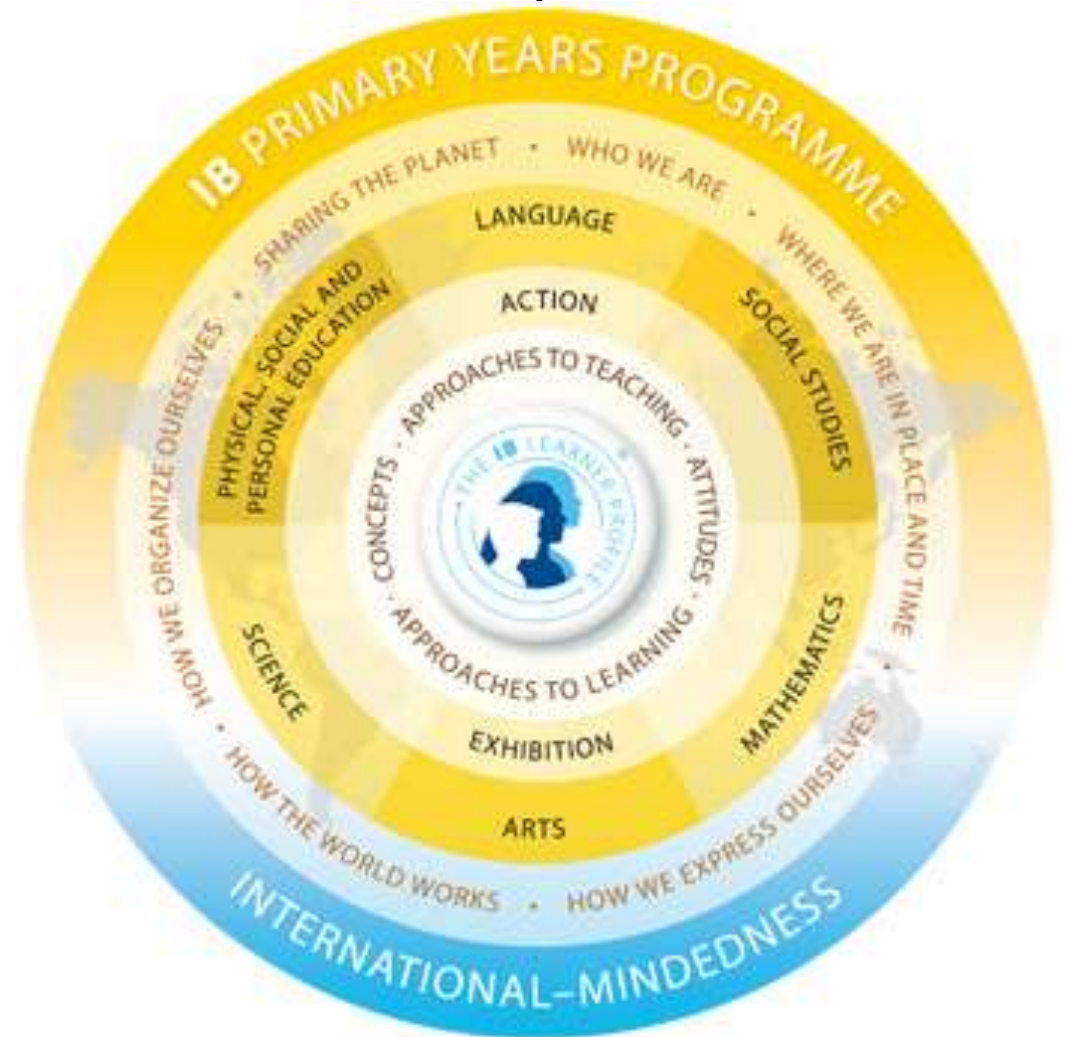 IB PRIMARY YEARS PROGRAMME
SHARING THE PLANET • WHO WE ARE • WHERE WE ARE IN PLACE AND TIME • HOW WE EXPRESS OURSELVES • HOW THE WORLD WORKS • HOW WE ORGANIZE OURSELVES •
LANGUAGE
SOCIAL STUDIES
MATHEMATICS
ARTS
SCIENCE
PHYSICAL, SOCIAL AND
PERSONAL EDUCATION
ACTION
EXHIBITION
APPROACHES TO TEACHING · ATTITUDES · APPROACHES TO LEARNING · CONCEPTS ·
THE IB LEARNER PROFILE
INTERNATIONAL–MINDEDNESS